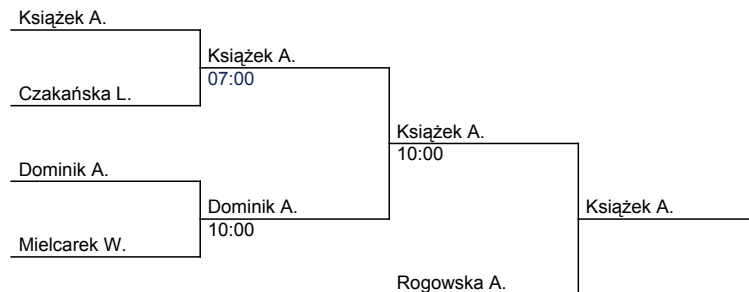 Książek A.
Książek A.
07:00
Czakańska L.
Książek A.
10:00
Dominik A.
Dominik A.
10:00
Książek A.
Mielcarek W.
Rogowska A.